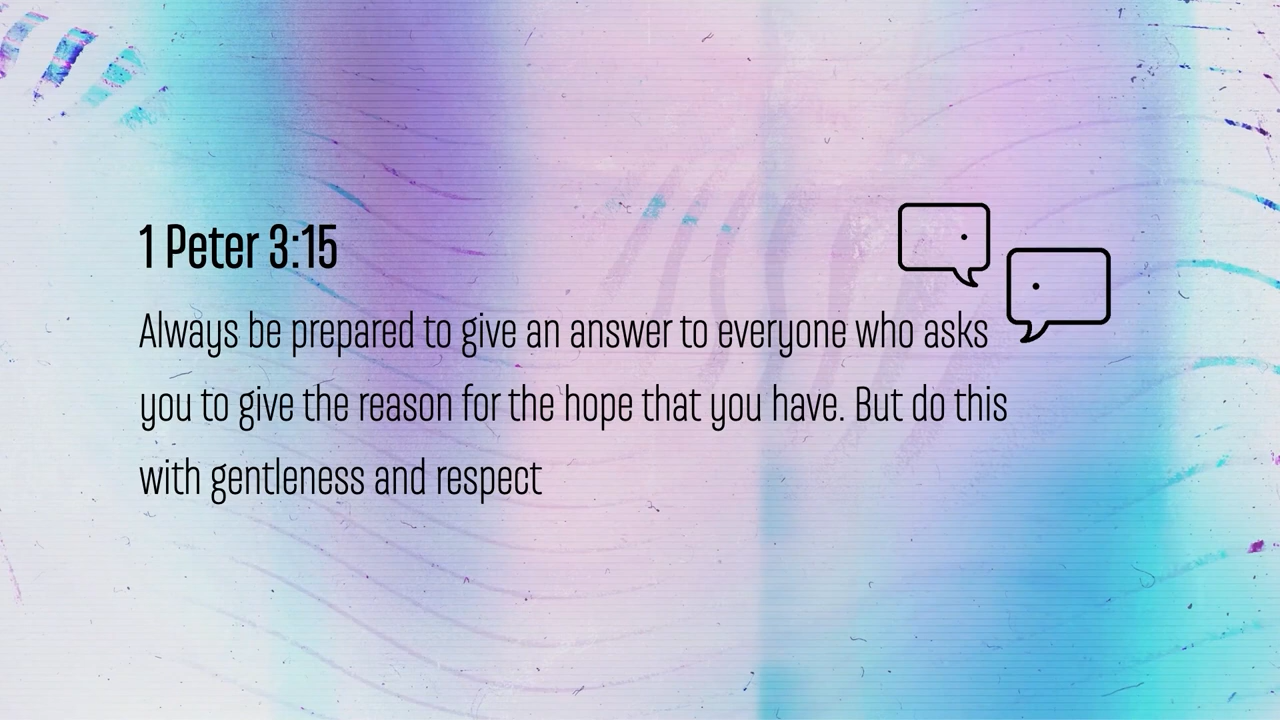 1 Peter 3:15
Always be prepared to give an answer to everyone who asks
you to give the reason for the hope that you have. But do this
with gentleness and respect